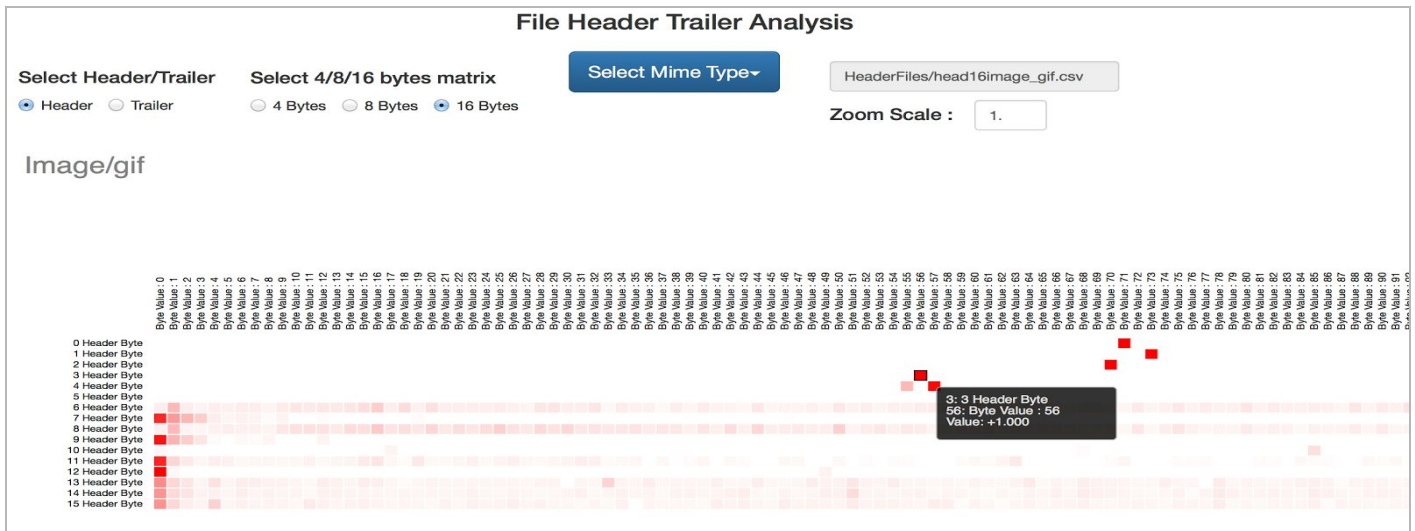 File Header Trailer Analysis
Select Header/Trailer
Select 4/8/16 bytes matrix
Select Mime Type
HeaderFiles/head16image_gif.csv
Header Trailer
4 Bytes 8 Bytes 16 Bytes
Zoom Scale :
1.
Image/gif
Byte Value : 0
Byte Value : 1
Byte Value : 2
Byte Value : 3
Byte Value : 4
Byte Value : 5
Byte Value : 6
Byte Value : 7
Byte Value : 8
Byte Value : 9
Byte Value : 10
Byte Value : 11
Byte Value : 12
Byte Value : 13
Byte Value : 14
Byte Value : 15
Byte Value : 16
Byte Value : 17
Byte Value : 18
Byte Value : 19
Byte Value : 20
Byte Value : 21
Byte Value : 22
Byte Value : 23
Byte Value : 24
Byte Value : 25
Byte Value : 26
Byte Value : 27
Byte Value : 28
Byte Value : 29
Byte Value : 30
Byte Value : 31
Byte Value : 32
Byte Value : 33
Byte Value : 34
Byte Value : 35
Byte Value : 36
Byte Value : 37
Byte Value : 38
Byte Value : 39
Byte Value : 40
Byte Value : 41
Byte Value : 42
Byte Value : 43
Byte Value : 44
Byte Value : 45
Byte Value : 46
Byte Value : 47
Byte Value : 48
Byte Value : 49
Byte Value : 50
Byte Value : 51
Byte Value : 52
Byte Value : 53
Byte Value : 54
Byte Value : 55
Byte Value : 56
Byte Value : 57
Byte Value : 58
Byte Value : 59
Byte Value : 60
Byte Value : 61
Byte Value : 62
Byte Value : 63
Byte Value : 64
Byte Value : 65
Byte Value : 66
Byte Value : 67
Byte Value : 68
Byte Value : 69
Byte Value : 70
Byte Value : 71
Byte Value : 72
Byte Value : 73
Byte Value : 74
Byte Value : 75
Byte Value : 76
Byte Value : 77
Byte Value : 78
Byte Value : 79
Byte Value : 80
Byte Value : 81
Byte Value : 82
Byte Value : 83
Byte Value : 84
Byte Value : 85
Byte Value : 86
Byte Value : 87
Byte Value : 88
Byte Value : 89
Byte Value : 90
Byte Value : 91
0 Header Byte
1 Header Byte
2 Header Byte
3 Header Byte
4 Header Byte
5 Header Byte
6 Header Byte
7 Header Byte
8 Header Byte
9 Header Byte
10 Header Byte
11 Header Byte
12 Header Byte
13 Header Byte
14 Header Byte
15 Header Byte
3: 3 Header Byte
56: Byte Value : 56
Value: +1.000